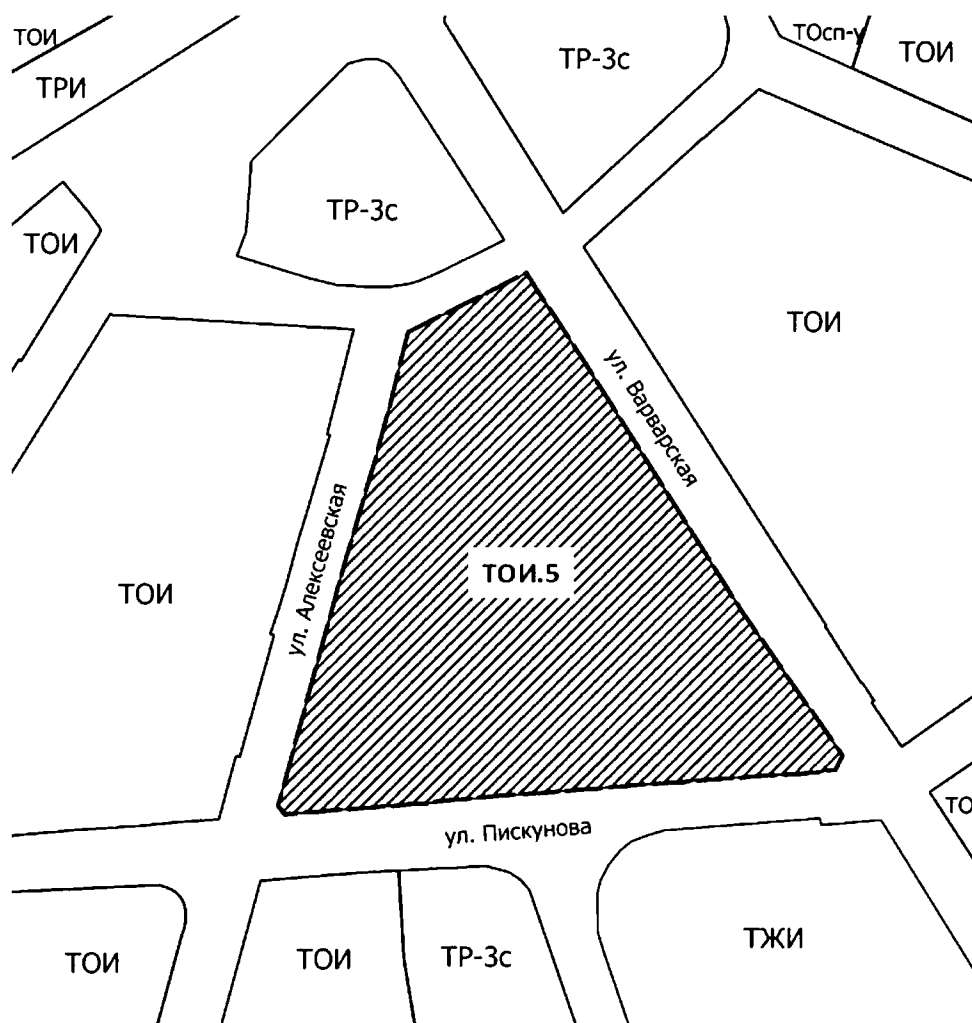 ТОИ
ТОсп-у
ТОИ
ТР-3с
ТРИ
ТР-3с
ТОИ
ТОИ
ул. Варварская
ул. Алексеевская
ТОИ.5
ТОИ
ТО
ул. Пискунова
ТЖИ
ТР-3с
ТОИ
ТОИ